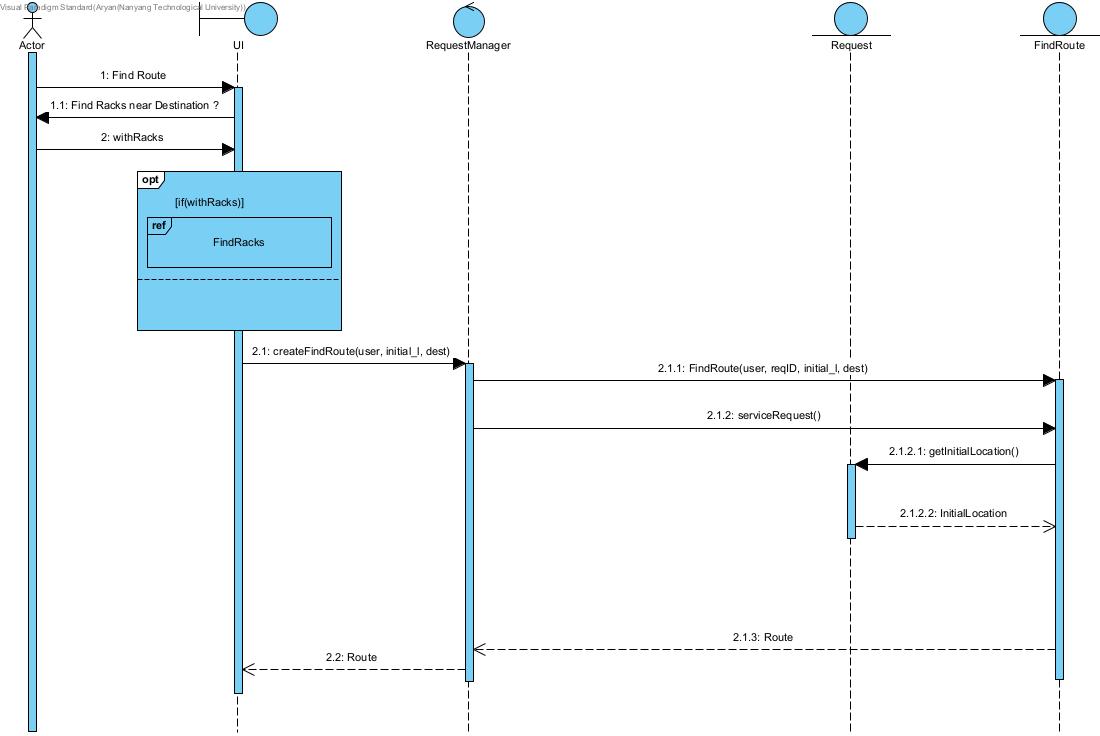 Visual Paradigm Standard(Aryan(Nanyang Technological University))
Actor
UI
RequestManager
Request
FindRoute
1: Find Route
1.1: Find Racks near Destination ?
2: withRacks
opt
[if(withRacks)]
ref
FindRacks
2.1: createFindRoute(user, initial_l, dest)
2.1.1: FindRoute(user, reqID, initial_l, dest)
2.1.2: serviceRequest()
2.1.2.1: getInitialLocation()
2.1.2.2: InitialLocation
2.1.3: Route
2.2: Route